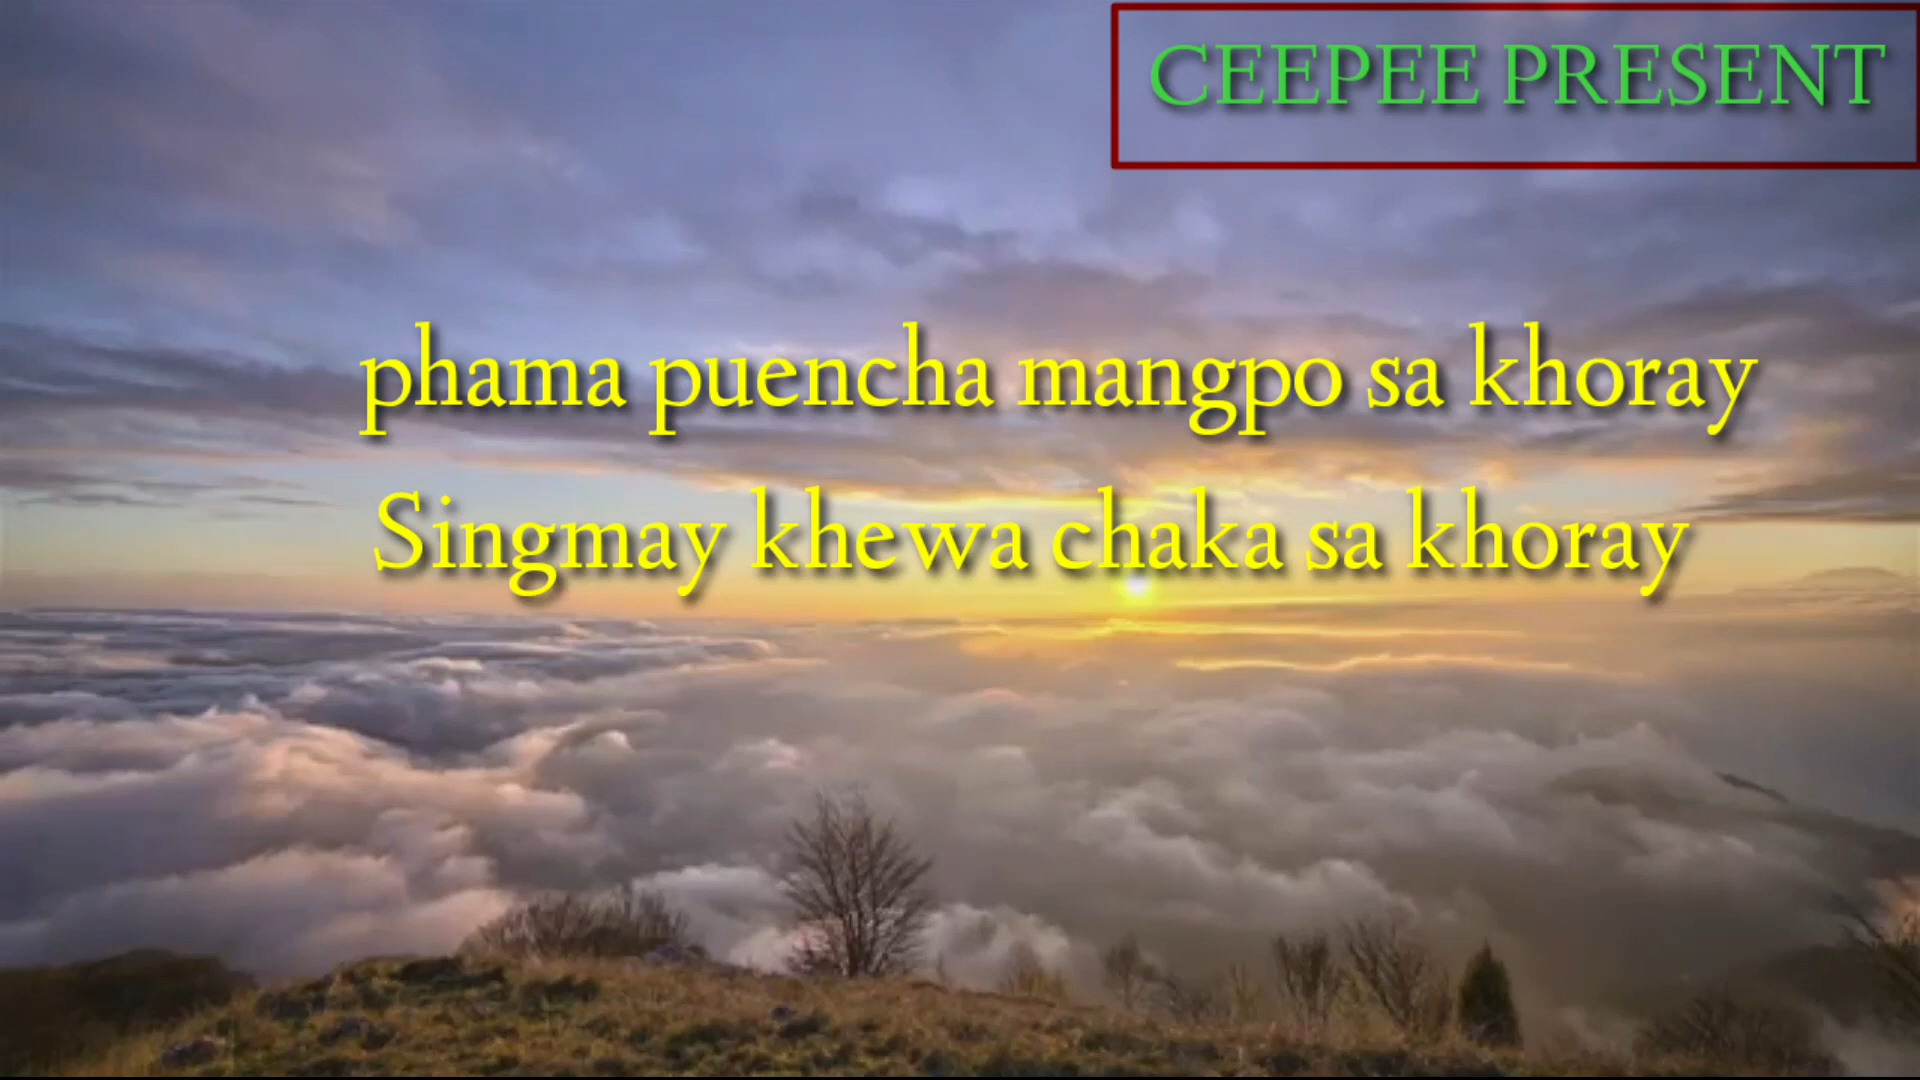 CEEPEE PRESENT
phama puencha mangpo sa khoray
Singmay khewa chaka sa khoray